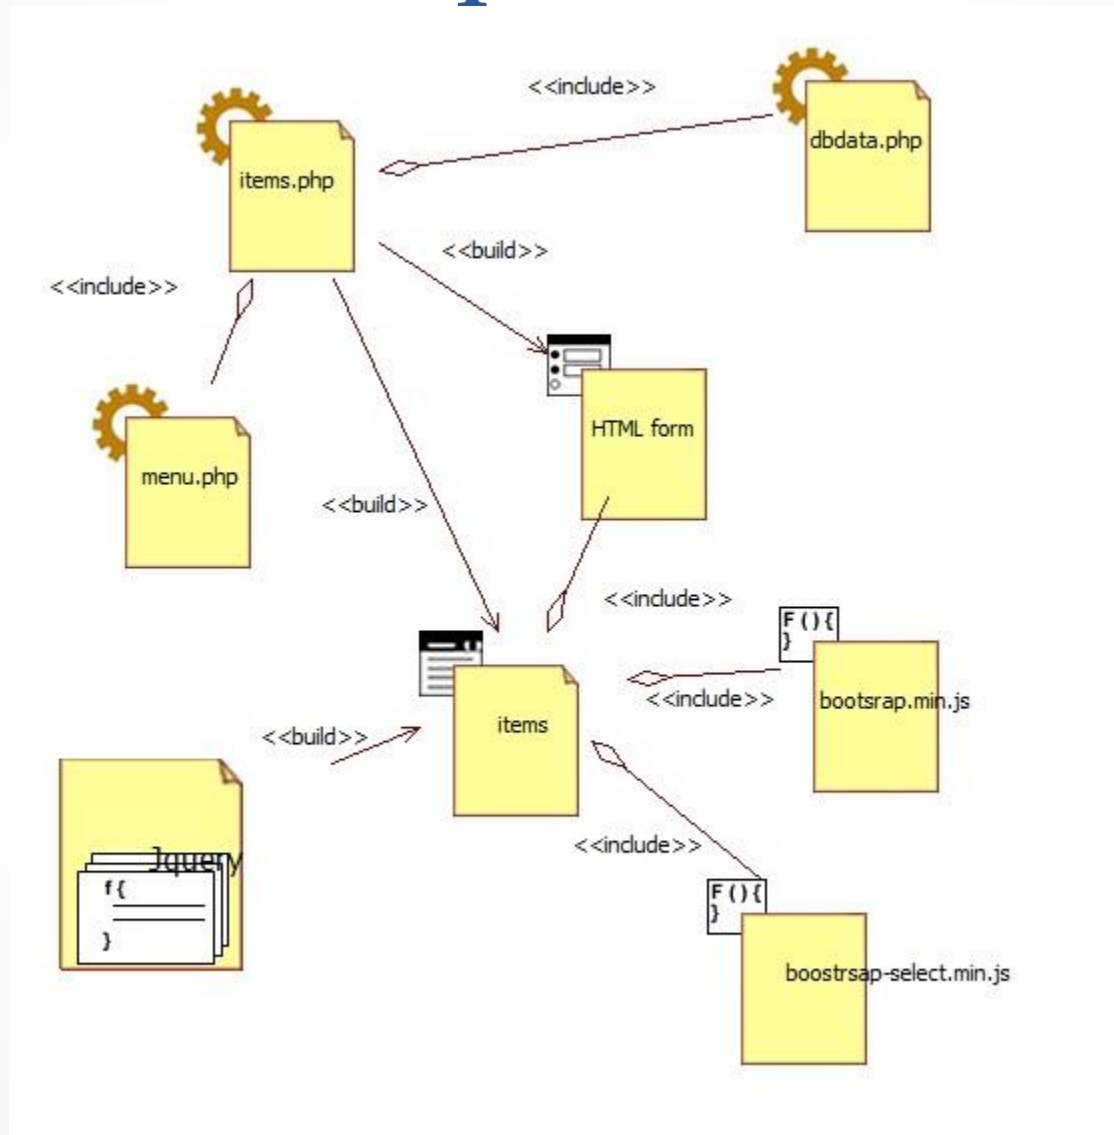 <<include>>
dbdata.php
items.php
<<build>>
<<include>>
HTML form
menu.php
<<build>>
<<include>>
F(){
}
<<include>>
bootsrap.min.js
items
<<build>>
<<include>>
Jquery
f{
}
F(){
}
boostrsap-select.min.js